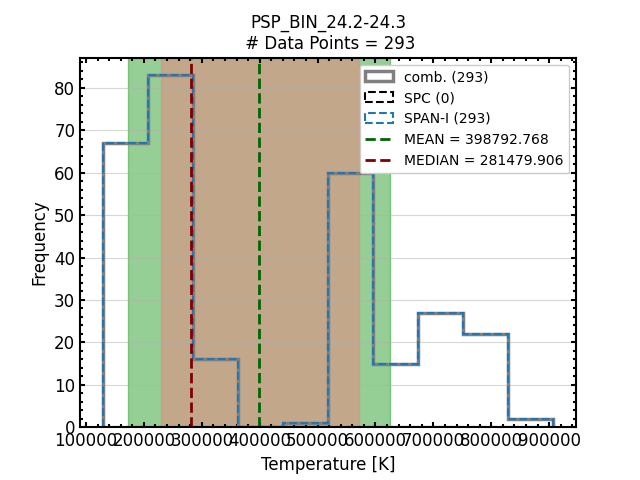 PSP_BIN_24.2-24.3
# Data Points = 293
comb. (293)
SPC (0)
SPAN-I (293)
MEAN = 398792.768
MEDIAN = 281479.906
Frequency
80
70
60
50
40
30
20
10
0
100000 200000 300000 400000 500000 600000 700000 800000 900000
Temperature [K]